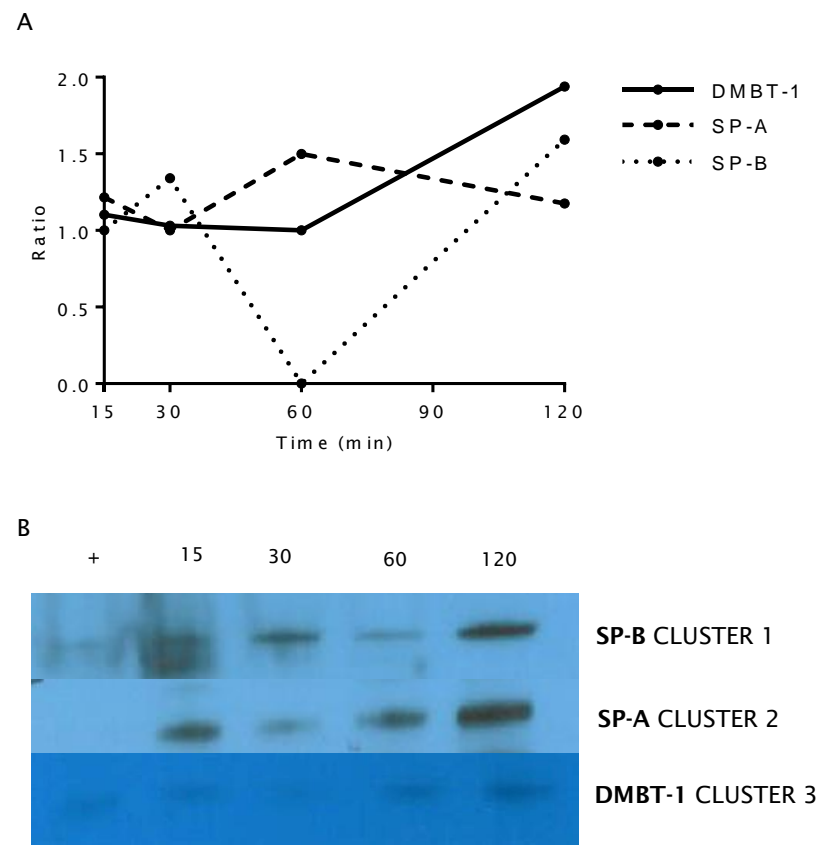 A
2.0
1.5
1.0
0.5
0.0
Ratio
15 30 60 90 120
Time (min)
DMBT-1
SP-A
SP-B
B
+ 15 30 60 120
SP-B CLUSTER 1
SP-A CLUSTER 2
DMBT-1 CLUSTER 3